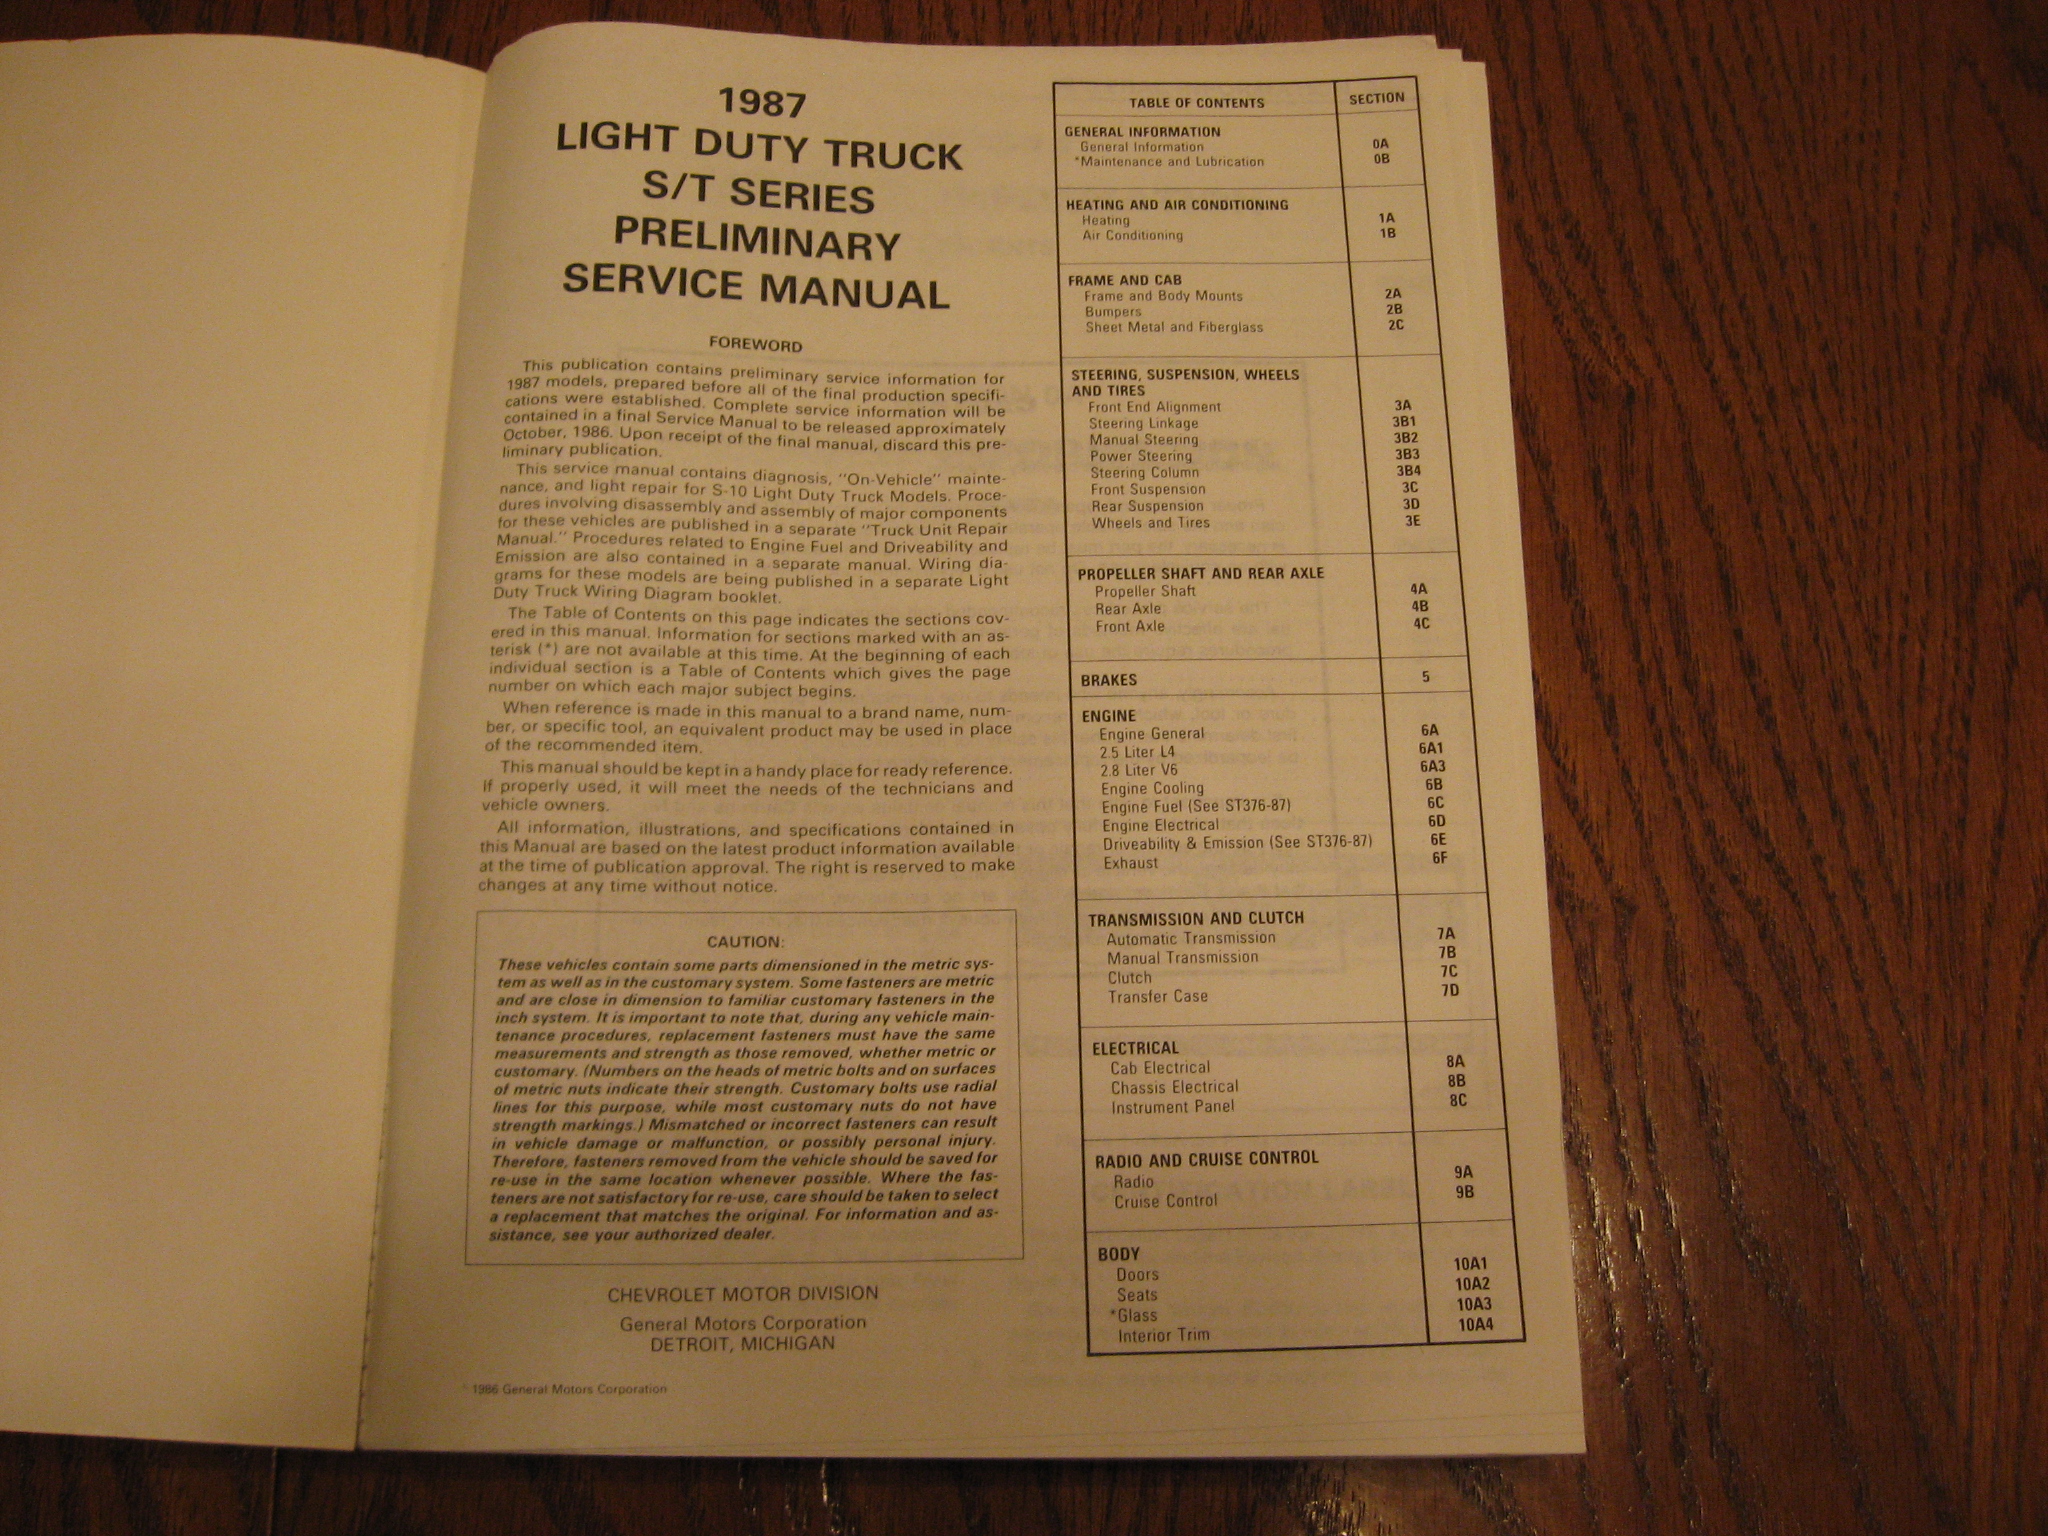 1987
LIGHT DUTY TRUCK
S/T SERIES
PRELIMINARY
SERVICE MANUAL
FOREWORD
This publication contains preliminary service information for
1987 models, prepared before all of the final production specifi-
cations were established. Complete service information will be
contained in a final Service Manual to be released approximately
October, 1986. Upon receipt of the final manual, discard this pre-
liminary publication.
This service manual contains diagnosis, "On-Vehicle" mainte-
nance, and light repair for S-10 Light Duty Truck Models. Proce-
dures involving disassembly and assembly of major components
for these vehicles are published in a separate "Truck Unit Repair
Manual." Procedures related to Engine Fuel and Driveability and
Emission are also contained in a separate manual. Wiring dia-
grams for these models are being published in a separate Light
Duty Truck Wiring Diagram booklet.
The Table of Contents on this page indicates the sections cov-
ered in this manual. Information for sections marked with an as-
terisk (*) are not available at this time. At the beginning of each
individual section is a Table of Contents which gives the page
number on which each major subject begins.
When reference is made in this manual to a brand name, num-
ber, or specific tool, an equivalent product may be used in place
of the recommended item.
This manual should be kept in a handy place for ready reference.
If properly used, it will meet the needs of the technicians and
vehicle owners.
All information, illustrations, and specifications contained in
this Manual are based on the latest product information available
at the time of publication approval. The right is reserved to make
changes at any time without notice.
CAUTION:
These vehicles contain some parts dimensioned in the metric sys-
tem as well as in the customary system. Some fasteners are metric
and are close in dimension to familiar customary fasteners in the
inch system. It is important to note that, during any vehicle main-
tenance procedures, replacement fasteners must have the same
measurements and strength as those removed, whether metric or
customary. (Numbers on the heads of metric bolts and on surfaces
of metric nuts indicate their strength. Customary bolts use radial
lines for this purpose, while most customary nuts do not have
strength markings.) Mismatched or incorrect fasteners can result
in vehicle damage or malfunction, or possibly personal injury.
Therefore, fasteners removed from the vehicle should be saved for
re-use in the same location whenever possible. Where the fas-
teners are not satisfactory for re-use, care should be taken to select
a replacement that matches the original. For information and as-
sistance, see your authorized dealer.
CHEVROLET MOTOR DIVISION
General Motors Corporation
DETROIT, MICHIGAN
1986 General Motors Corporation
TABLE OF CONTENTS SECTION
GENERAL INFORMATION
General Information 0A
*Maintenance and Lubrication 0B
HEATING AND AIR CONDITIONING
Heating 1A
Air Conditioning 1B
FRAME AND CAB
Frame and Body Mounts 2A
Bumpers 2B
Sheet Metal and Fiberglass 2C
STEERING, SUSPENSION, WHEELS
AND TIRES
Front End Alignment 3A
Steering Linkage 3B1
Manual Steering 3B2
Power Steering 3B3
Steering Column 3B4
Front Suspension 3C
Rear Suspension 3D
Wheels and Tires 3E
PROPELLER SHAFT AND REAR AXLE
Propeller Shaft 4A
Rear Axle 4B
Front Axle 4C
BRAKES 5
ENGINE
Engine General 6A
2.5 Liter L4 6A1
2.8 Liter V6 6A3
Engine Cooling 6B
Engine Fuel (See ST376-87) 6C
Engine Electrical 6D
Driveability & Emission (See ST376-87) 6E
Exhaust 6F
TRANSMISSION AND CLUTCH
Automatic Transmission 7A
Manual Transmission 7B
Clutch 7C
Transfer Case 7D
ELECTRICAL
Cab Electrical 8A
Chassis Electrical 8B
Instrument Panel 8C
RADIO AND CRUISE CONTROL
Radio 9A
Cruise Control 9B
BODY
Doors 10A1
Seats 10A2
*Glass 10A3
Interior Trim 10A4